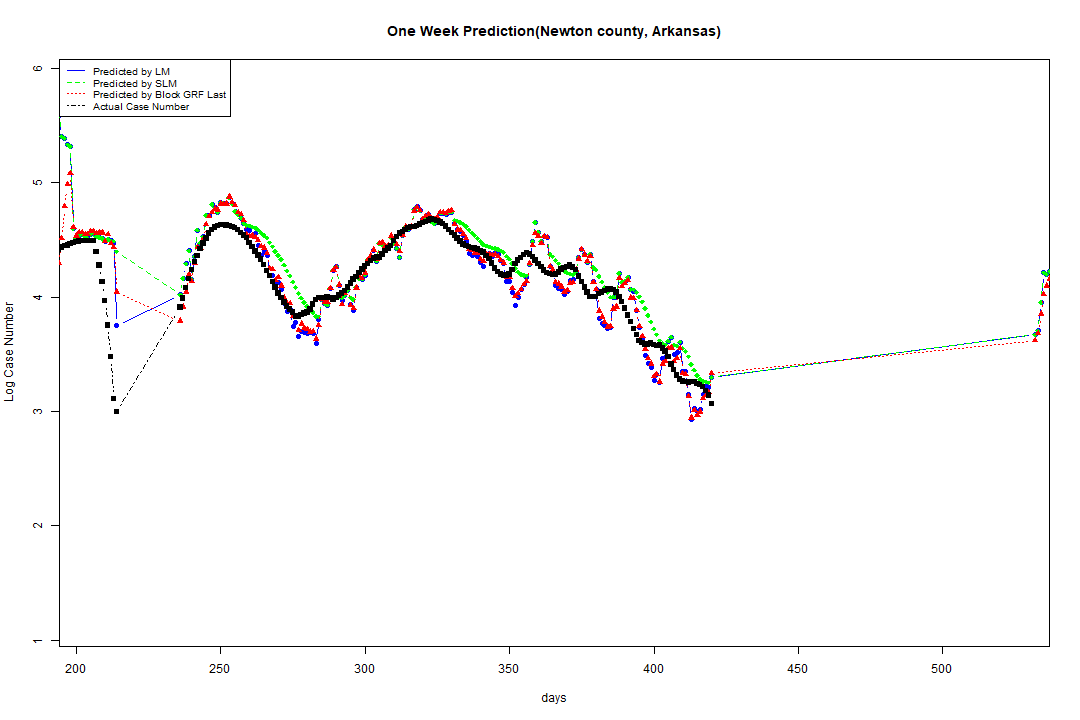 One Week Prediction(Newton county, Arkansas)
Predicted by LM
Predicted by SLM
Predicted by Block GRF Last
Actual Case Number
Log Case Number
6
5
4
3
2
1
200 250 300 350 400 450 500
days